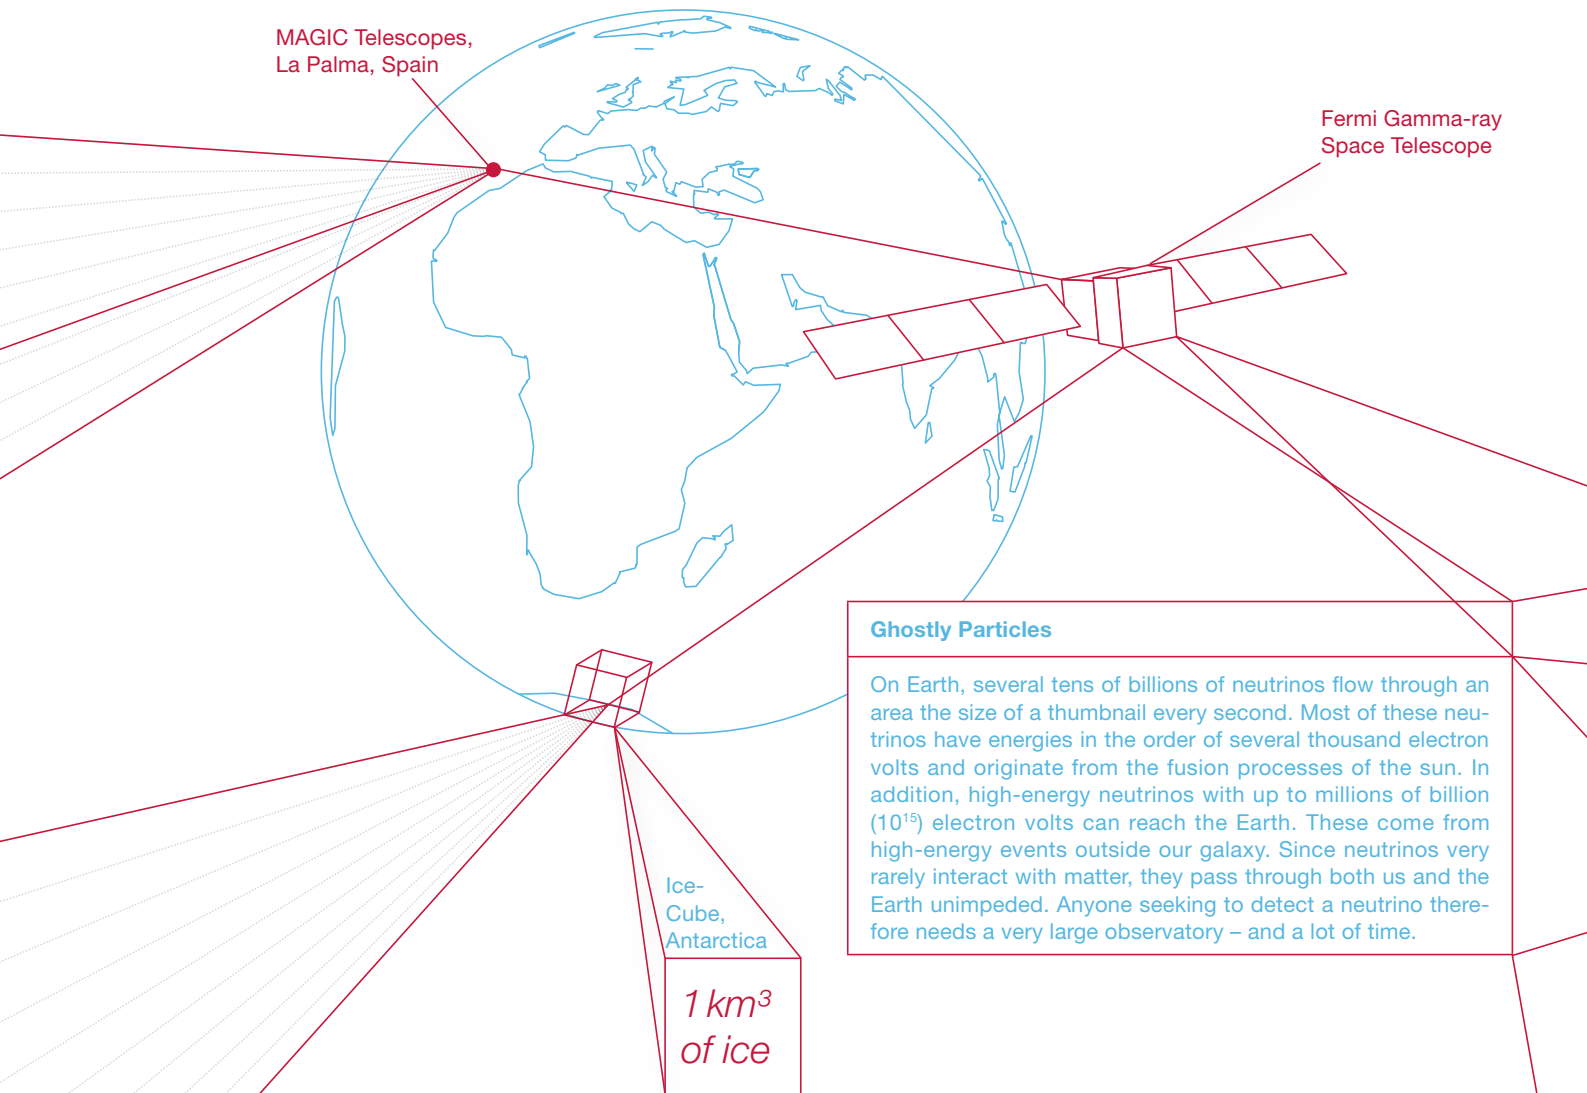 MAGIC Telescopes,
La Palma, Spain
Fermi Gamma-ray
Space Telescope
Ghostly Particles
On Earth, several tens of billions of neutrinos flow through an
area the size of a thumbnail every second. Most of these neu-
trinos have energies in the order of several thousand electron
volts and originate from the fusion processes of the sun. In
addition, high-energy neutrinos with up to millions of billion
(10¹⁵) electron volts can reach the Earth. These come from
high-energy events outside our galaxy. Since neutrinos very
rarely interact with matter, they pass through both us and the
Earth unimpeded. Anyone seeking to detect a neutrino there-
fore needs a very large observatory – and a lot of time.
Ice-
Cube,
Antarctica
1 km³
of ice